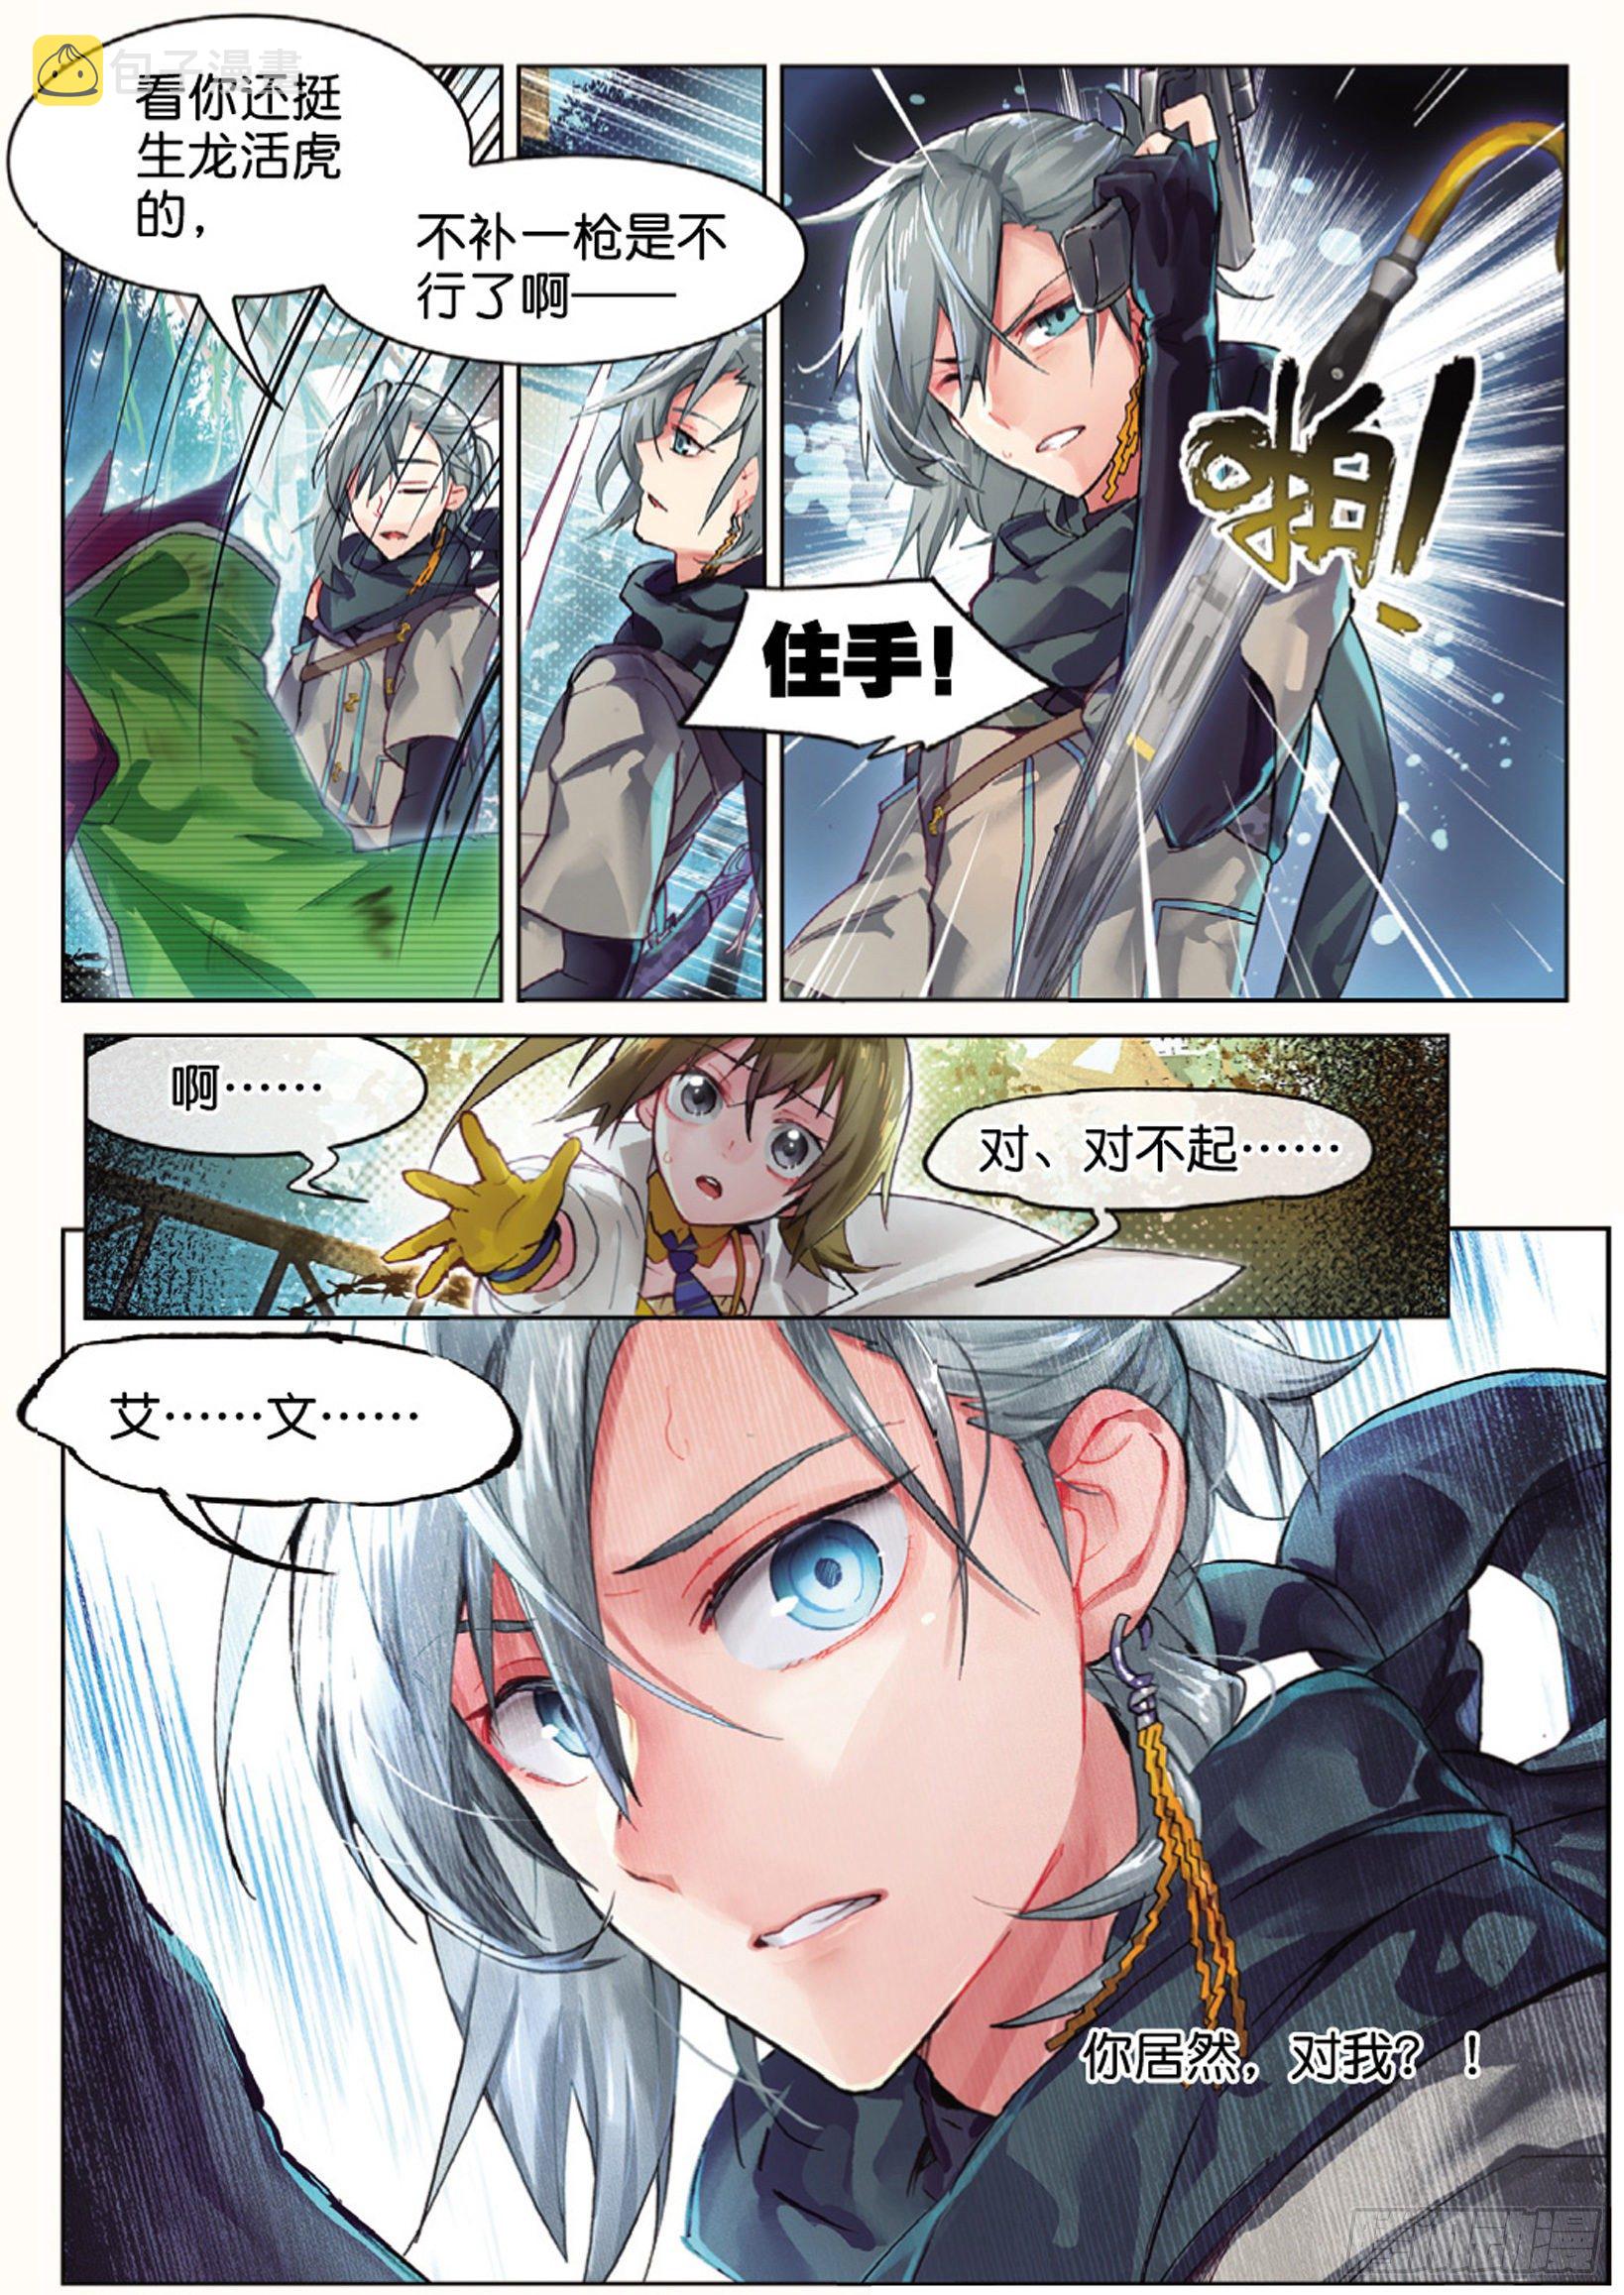 包子漫畫
看你还挺
生龙活虎
的，
不补一枪是不
行了啊——
啪！
住手！
啊……
对、对不起……
艾……文……
你居然，对我？！